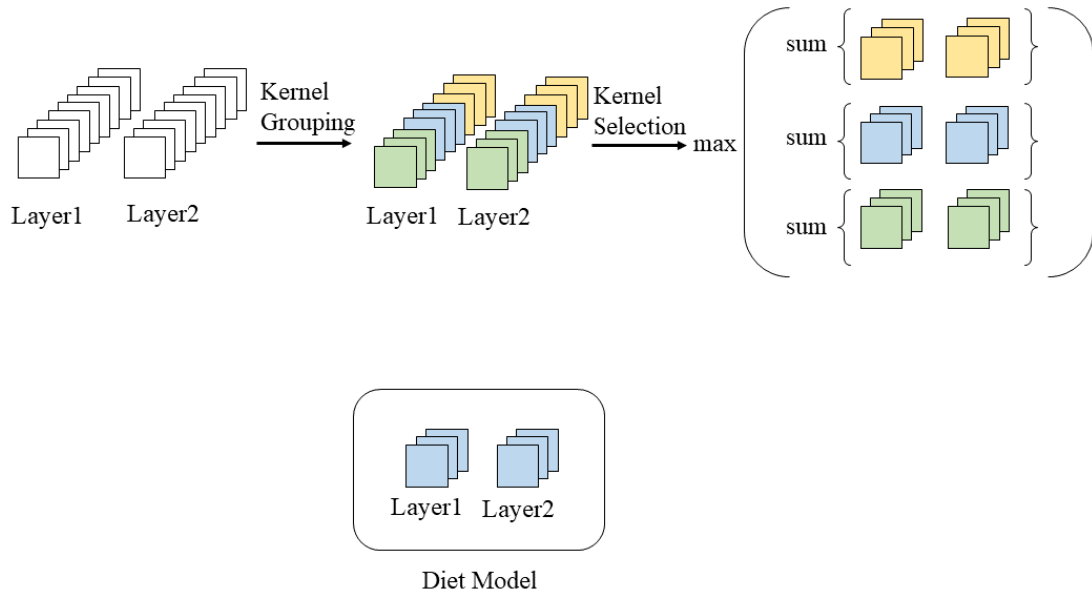 Kernel
Grouping
Layer1
Layer2
Layer1
Layer2
Kernel
Selection
max
sum
sum
sum
Layer1
Layer2
Diet Model